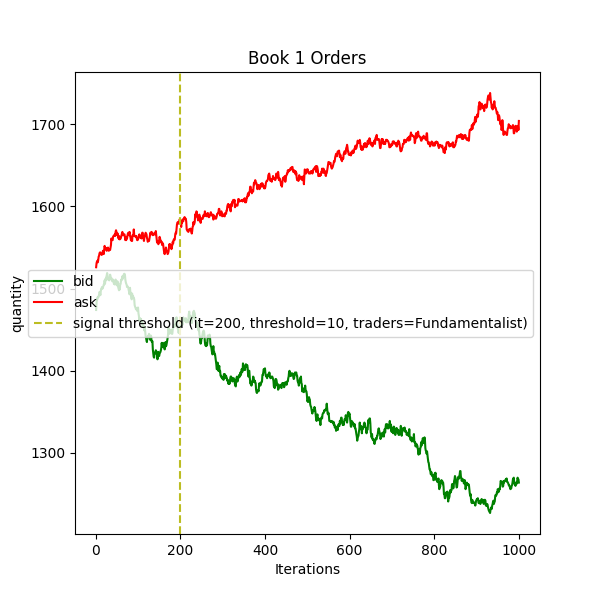 Book 1 Orders
1700
1600
1500
1400
1300
quantity
bid
ask
signal threshold (it=200, threshold=10, traders=Fundamentalist)
0 200 400 600 800 1000
Iterations